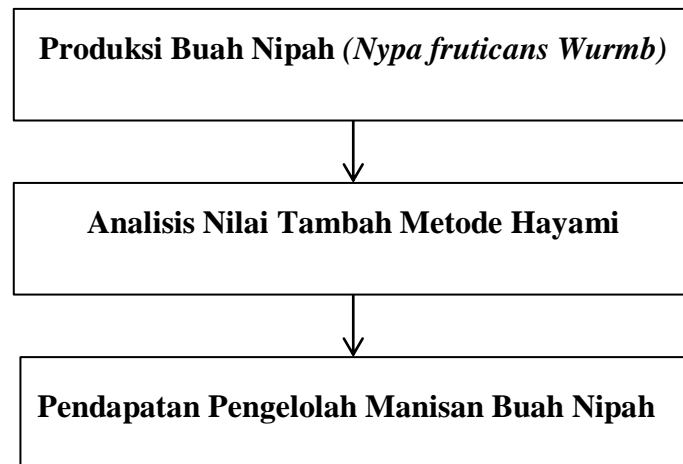 Produksi Buah Nipah (Nypa fruticans Wurmb)
Analisis Nilai Tambah Metode Hayami
Pendapatan Pengelolah Manisan Buah Nipah